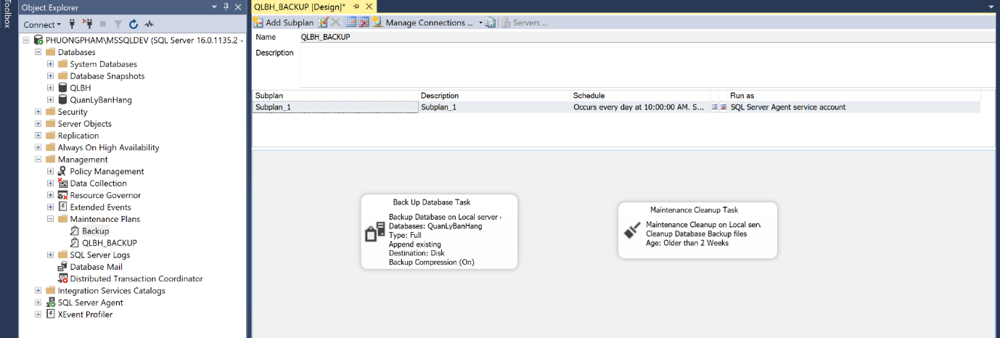 Toolbox
Object Explorer
Connect
PHUONGPHAM\MSSQLDEV (SQL Server 16.0.1135.2 -
Databases
System Databases
Database Snapshots
QLBH
QuanLyBanHang
Security
Server Objects
Replication
Always On High Availability
Management
Policy Management
Data Collection
Resource Governor
Extended Events
Maintenance Plans
Backup
QLBH_BACKUP
SQL Server Logs
Database Mail
Distributed Transaction Coordinator
Integration Services Catalogs
SQL Server Agent
XEvent Profiler
QLBH_BACKUP [Design]*
Add Subplan Manage Connections ... Servers ...
Name QLBH_BACKUP
Description
Subplan Description Schedule Run as
Subplan_1 Subplan_1 Occurs every day at 10:00:00 AM. S... SQL Server Agent service account
Back Up Database Task
Backup Database on Local server
Databases: QuanLyBanHang
Type: Full
Append existing
Destination: Disk
Backup Compression (On)
Maintenance Cleanup Task
Maintenance Cleanup on Local serv
Cleanup Database Backup files
Age: Older than 2 Weeks